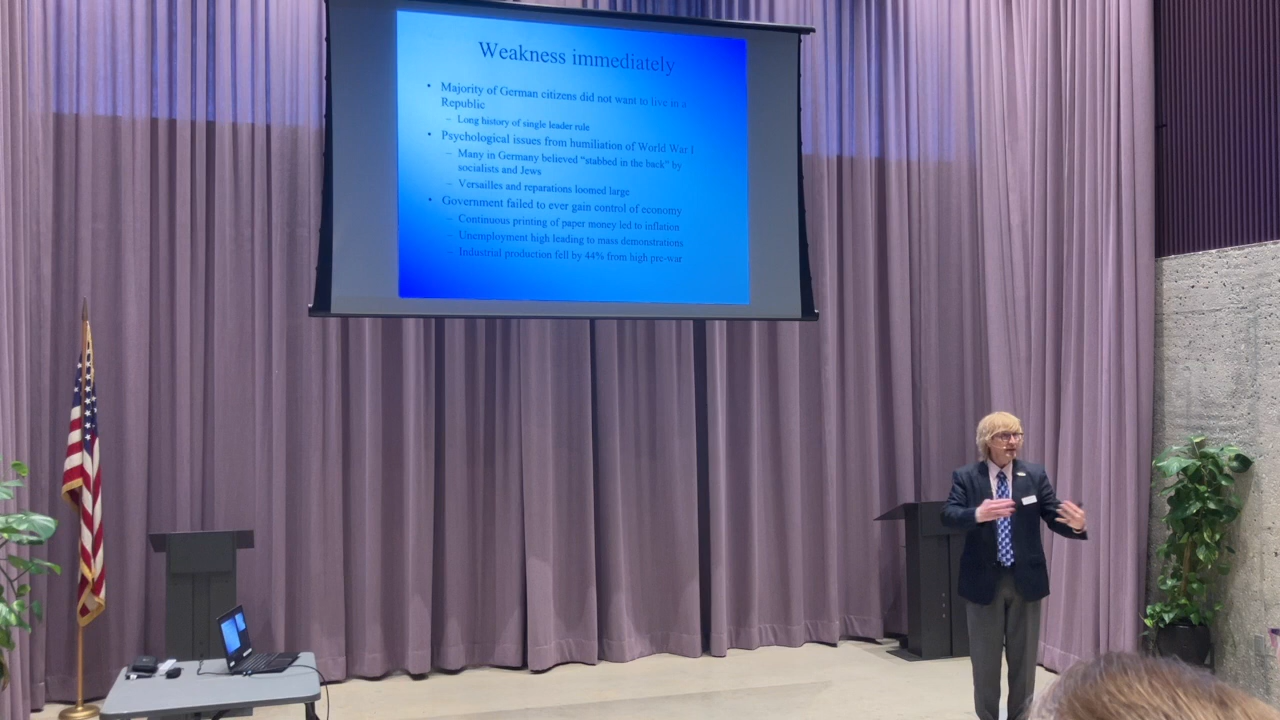 Weakness immediately
• Majority of German citizens did not want to live in a
Republic
– Long history of single leader rule
• Psychological issues from humiliation of World War I
– Many in Germany believed "stabbed in the back" by
socialists and Jews
– Versailles and reparations loomed large
• Government failed to ever gain control of economy
– Continuous printing of paper money led to inflation
– Unemployment high leading to mass demonstrations
– Industrial production fell by 44% from high pre-war